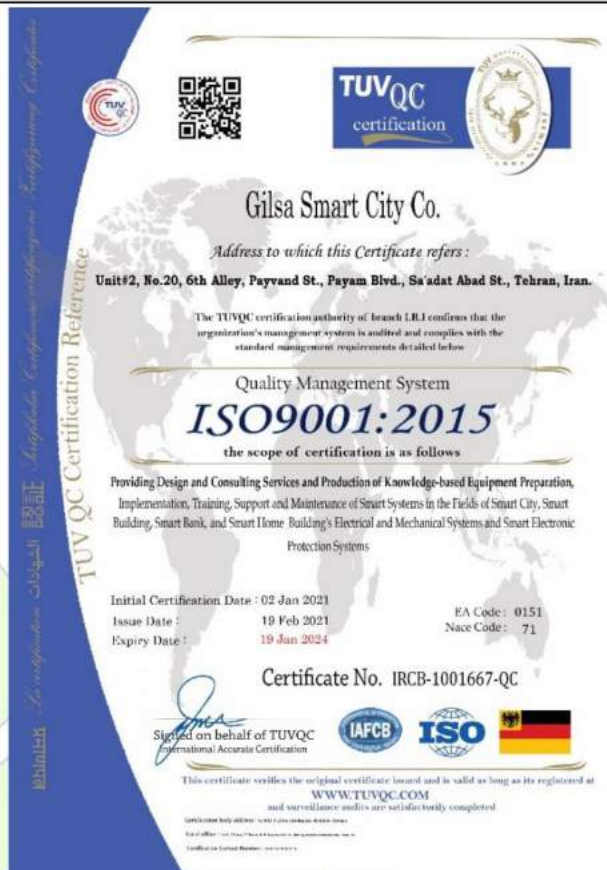 TUV QC
TUVQC
certification
Gilsa Smart City Co.
Address to which this Certificate refers :
Unit#2, No.20, 6th Alley, Payvand St., Payam Blvd., Sa'adat Abad St., Tehran, Iran.
The TUVQC certification authority of branch I.R.I confirms that the
organization's management system is audited and complies with the
standard management requirements detailed below
Quality Management System
ISO9001:2015
the scope of certification is as follows
Providing Design and Consulting Services and Production of Knowledge-based Equipment Preparation,
Implementation, Training, Support and Maintenance of Smart Systems in the Fields of Smart City, Smart
Building, Smart Bank, and Smart Home Building's Electrical and Mechanical Systems and Smart Electronic
Protection Systems
Initial Certification Date : 02 Jan 2021
Issue Date : 19 Feb 2021
Expiry Date : 19 Jan 2024
EA Code : 0151
Nace Code : 71
Certificate No. IRCB-1001667-QC
Signed on behalf of TUVQC
International Accurate Certification
IAFCB
ISO
This certificate verifies the original certificate issued and is valid as long as its registered at
WWW.TUVQC.COM
and surveillance audits are satisfactorily completed
TUV QC Certification Reference
La certification الشهادات 認証